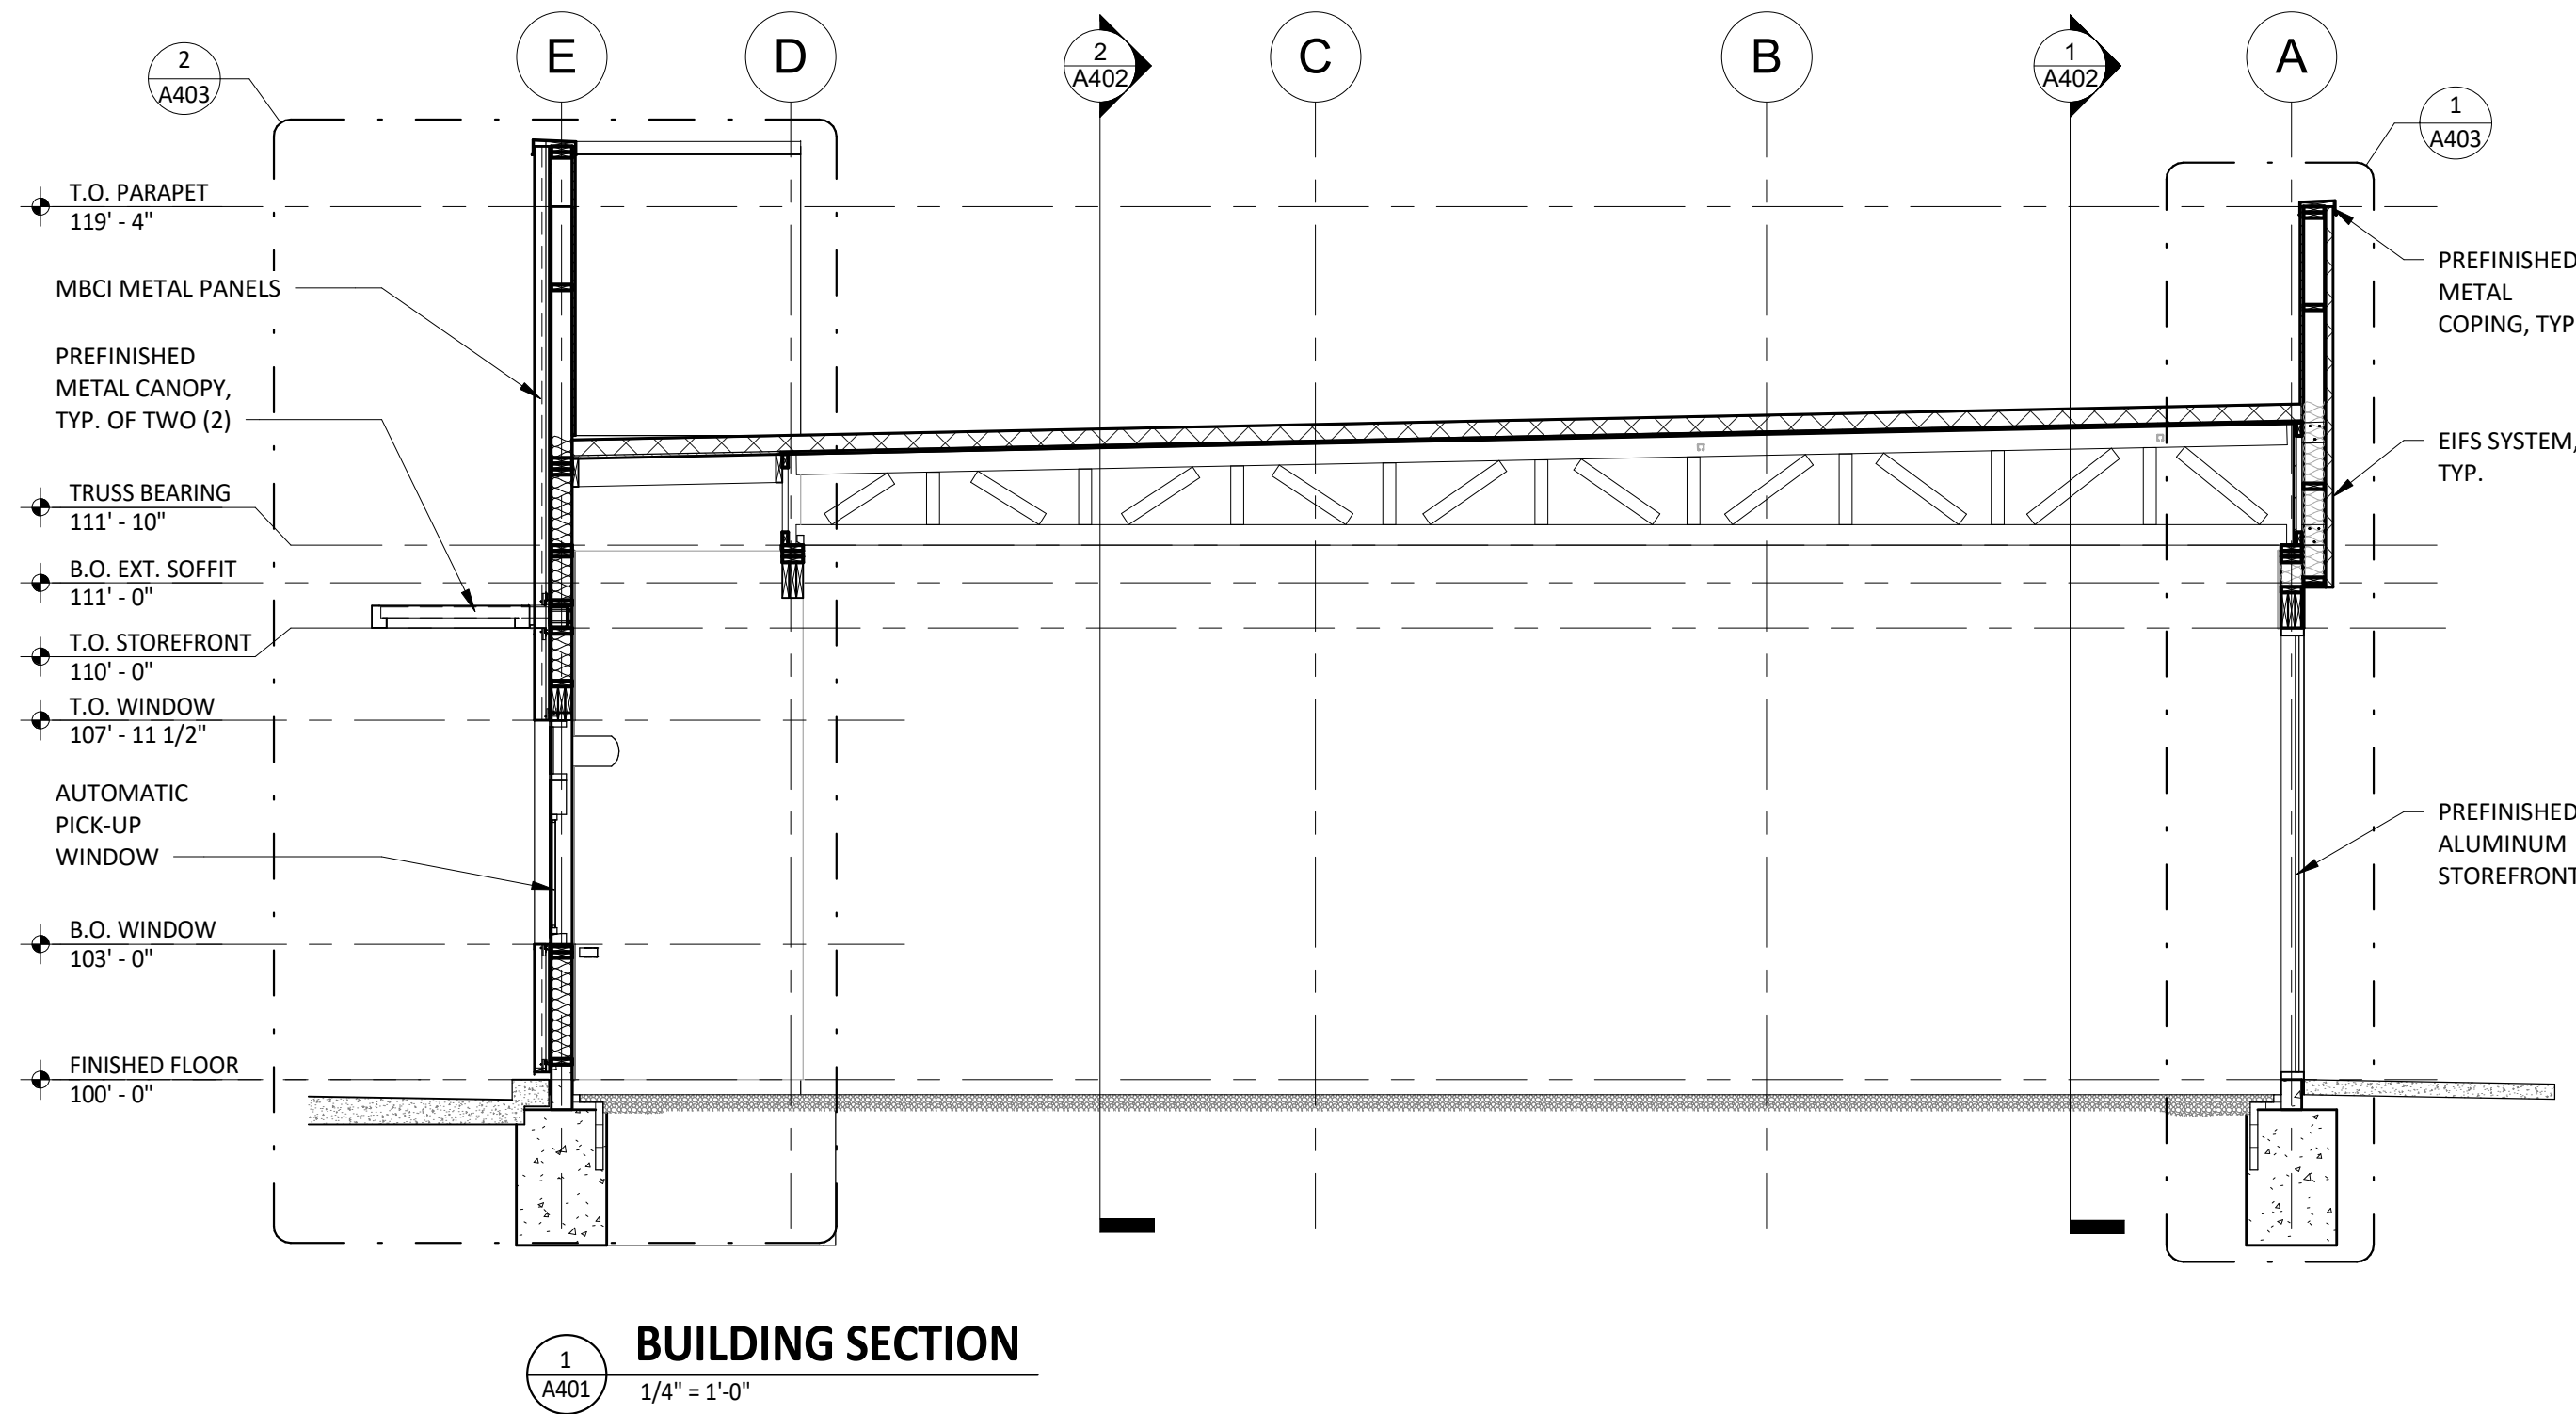 2
A403
E
D
2
A402
C
B
1
A402
A
1
A403
T.O. PARAPET
119' - 4"
MBCI METAL PANELS
PREFINISHED
METAL CANOPY,
TYP. OF TWO (2)
TRUSS BEARING
111' - 10"
B.O. EXT. SOFFIT
111' - 0"
T.O. STOREFRONT
110' - 0"
T.O. WINDOW
107' - 11 1/2"
AUTOMATIC
PICK-UP
WINDOW
B.O. WINDOW
103' - 0"
FINISHED FLOOR
100' - 0"
PREFINISHED
METAL
COPING, TYP
EIFS SYSTEM,
TYP.
PREFINISHED
ALUMINUM
STOREFRONT
1
A401
BUILDING SECTION
1/4" = 1'-0"